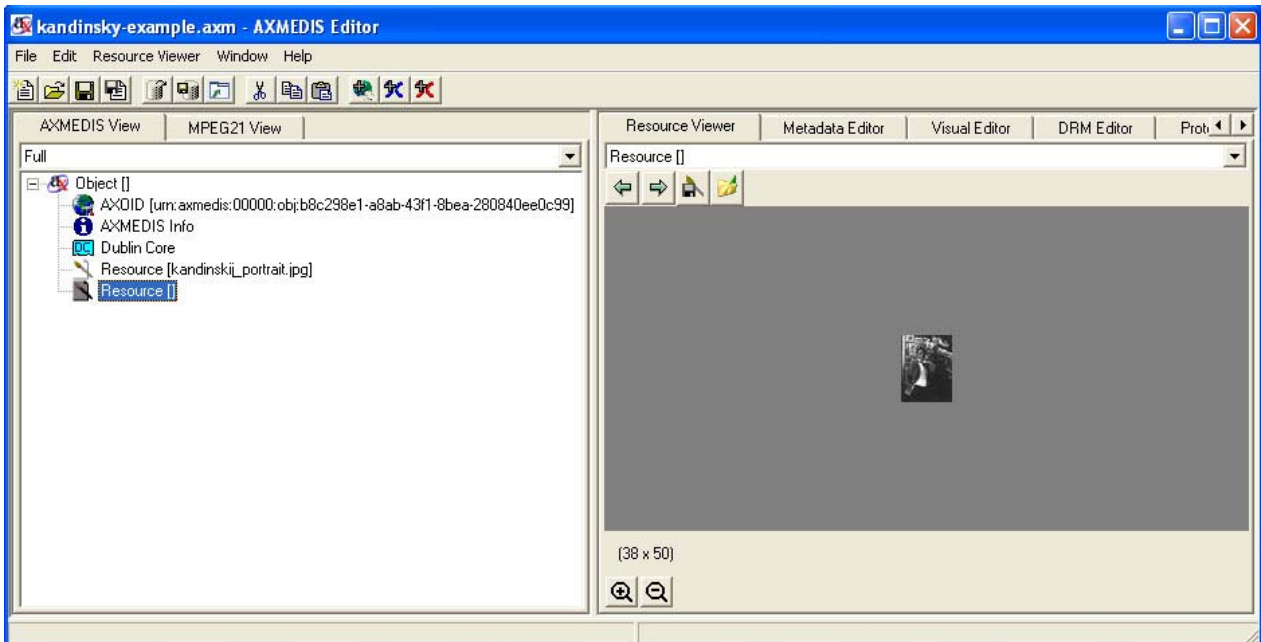 kandinsky-example.axm - AXMEDIS Editor
File Edit Resource Viewer Window Help
AXMEDIS View MPEG21 View
Full
Object []
AXOID [urn:axmedis:00000:obj:b8c298e1-a8ab-43f1-8bea-280840ee0c99]
AXMEDIS Info
DC Dublin Core
Resource [kandinskij_portrait.jpg]
Resource []
Resource Viewer Metadata Editor Visual Editor DRM Editor
Resource []
(38 x 50)